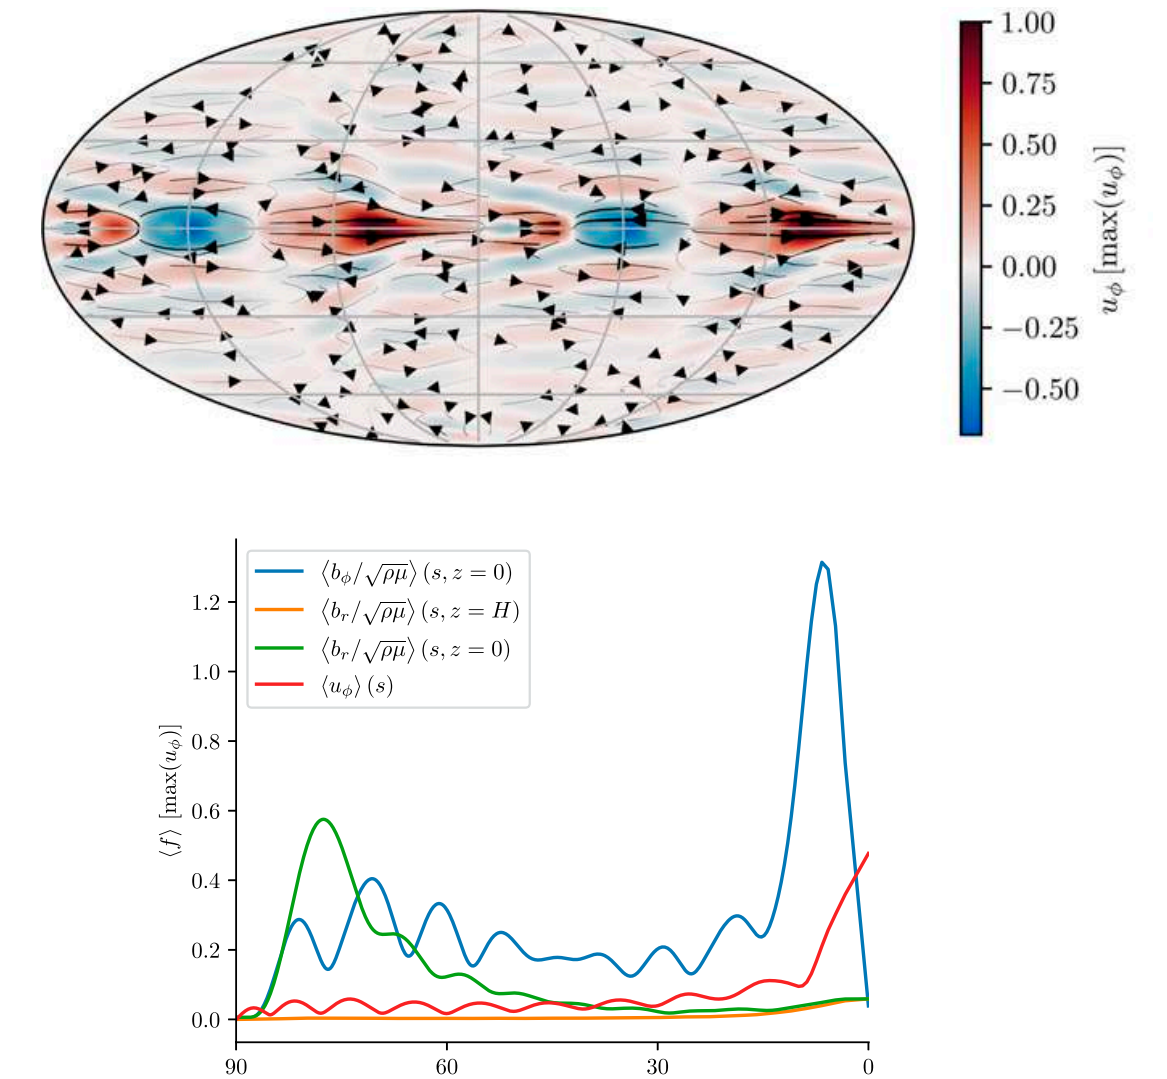 1.00
0.75
0.50
0.25
0.00
−0.25
−0.50
u_ϕ [max(u_ϕ)]
⟨b_ϕ/√ρμ⟩ (s, z = 0)
⟨b_r/√ρμ⟩ (s, z = H)
⟨b_r/√ρμ⟩ (s, z = 0)
⟨u_ϕ⟩ (s)
⟨f⟩ [max(u_ϕ)]
1.2
1.0
0.8
0.6
0.4
0.2
0.0
90 60 30 0